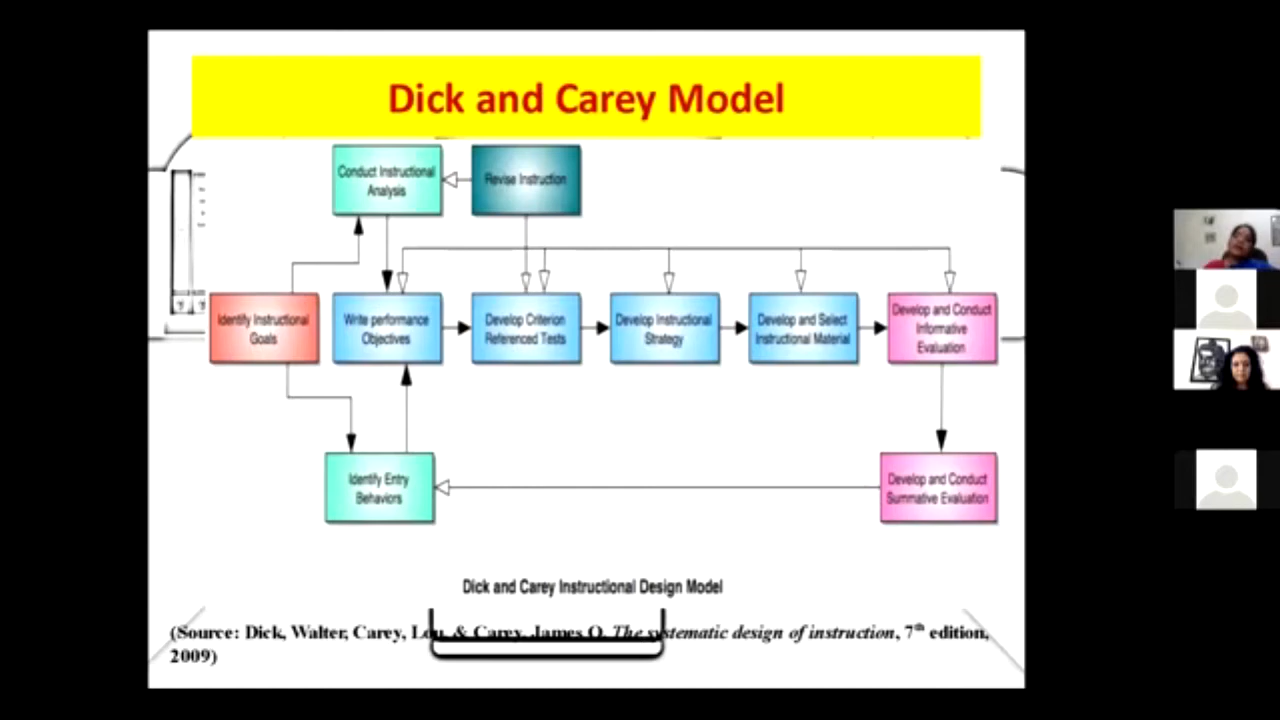 Dick and Carey Model
Conduct Instructional
Analysis
Revise Instruction
Identify Instructional
Goals
Write performance
Objectives
Develop Criterion
Referenced Tests
Develop Instructional
Strategy
Develop and Select
Instructional Material
Develop and Conduct
Informative
Evaluation
Identify Entry
Behaviors
Develop and Conduct
Summative Evaluation
Dick and Carey Instructional Design Model
(Source: Dick, Walter, Carey, Lou, & Carey, James O. The systematic design of instruction, 7th edition,
2009)